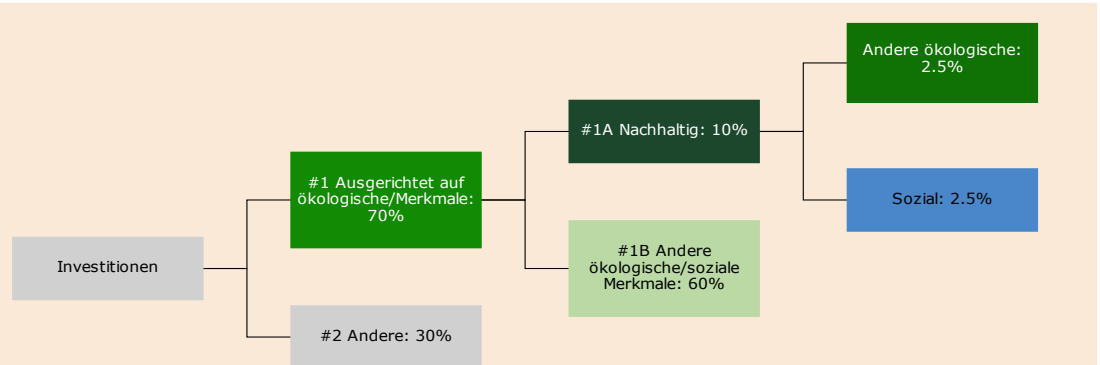 Andere ökologische:
2.5%
#1A Nachhaltig: 10%
#1 Ausgerichtet auf
ökologische/Merkmale:
70%
Sozial: 2.5%
Investitionen
#1B Andere
ökologische/soziale
Merkmale: 60%
#2 Andere: 30%